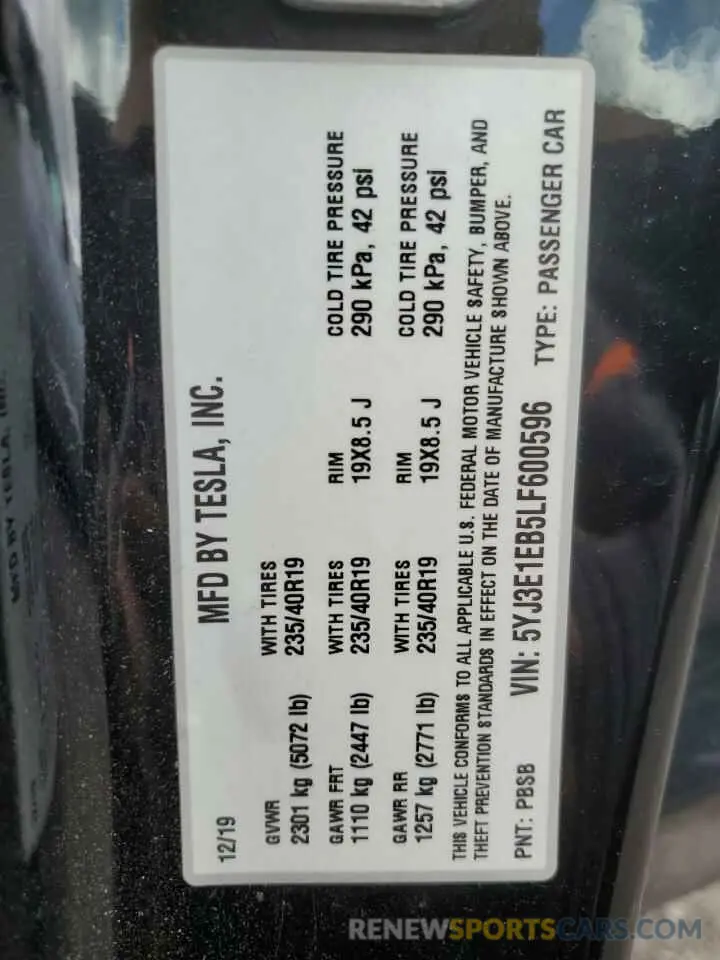 12/19 MFD BY TESLA, INC.
GVWR WITH TIRES
2301 kg (5072 lb) 235/40R19
GAWR FRT WITH TIRES RIM COLD TIRE PRESSURE
1110 kg (2447 lb) 235/40R19 19X8.5 J 290 kPa, 42 psi
GAWR RR WITH TIRES RIM COLD TIRE PRESSURE
1257 kg (2771 lb) 235/40R19 19X8.5 J 290 kPa, 42 psi
THIS VEHICLE CONFORMS TO ALL APPLICABLE U.S. FEDERAL MOTOR VEHICLE SAFETY, BUMPER, AND
THEFT PREVENTION STANDARDS IN EFFECT ON THE DATE OF MANUFACTURE SHOWN ABOVE.
PNT: PBSB VIN: 5YJ3E1EB5LF600596 TYPE: PASSENGER CAR
MFD BY TESLA, INC.
RENEWSPORTSCARS.COM